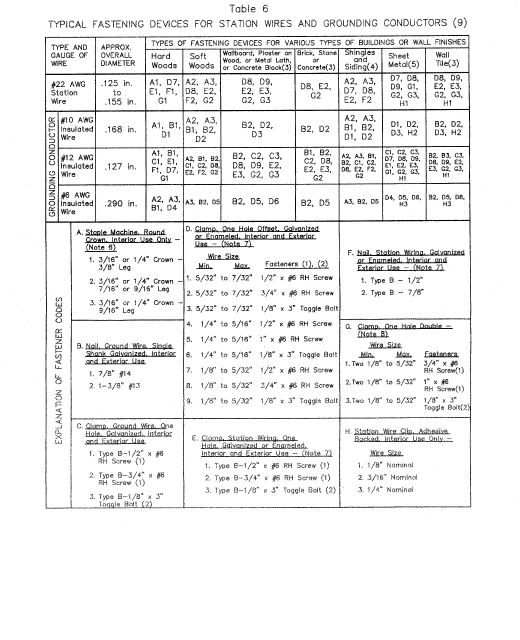 Table 6
TYPICAL FASTENING DEVICES FOR STATION WIRES AND GROUNDING CONDUCTORS (9)
TYPE AND GAUGE OF WIRE
APPROX. OVERALL DIAMETER
TYPES OF FASTENING DEVICES FOR VARIOUS TYPES OF BUILDINGS OR WALL FINISHES
Hard Woods
Soft Woods
Wallboard, Plaster on Wood, or Metal Lath, or Concrete Block(3)
Brick, Stone or Concrete(3)
Shingles and Siding(4)
Sheet Metal(5)
Wall Tile(3)
#22 AWG Station Wire
.125 in. to .155 in.
A1, D7, E1, F1, G1
A2, A3, D8, E2, F2, G2
D8, D9, E2, E3, G2, G3
D8, E2, G2
A2, A3, D7, D8, E2, F2
D7, D8, D9, G1, G2, G3, H1
D8, D9, E2, E3, G2, G3, H1
GROUNDING CONDUCTOR
#10 AWG Insulated Wire
.168 in.
A1, B1, D1
A2, A3, B1, B2, D2
B2, D2, D3
B2, D2
A2, A3, B1, B2, D1, D2
D1, D2, D3, H2
B2, D2, D3, H2
#12 AWG Insulated Wire
.127 in.
A1, B1, C1, E1, F1, D7, G1
A2, B1, B2, C1, C2, D8, E2, F2, G2
B2, C2, C3, D8, D9, E2, E3, G2, G3
B1, B2, C2, D8, E2, E3, G2
A2, A3, B1, B2, C1, C2, D8, E2, F2, G2
C1, C2, C3, D7, D8, D9, E1, E2, E3, G1, G2, G3, H1
B2, B3, C3, D8, D9, E2, E3, G2, G3, H1
#6 AWG Insulated Wire
.290 in.
A2, A3, B1, D4
A3, B2, D5
B2, D5, D6
B2, D5
A3, B2, D5
D4, D5, D6, H3
B2, D5, D6, H3
EXPLANATION OF FASTENER CODES
A. Staple Machine, Round Crown, Interior Use Only – (Note 6)
1. 3/16" or 1/4" Crown – 3/8" Leg
2. 3/16" or 1/4" Crown – 7/16" or 9/16" Leg
3. 3/16" or 1/4" Crown – 9/16" Leg
B. Nail, Ground Wire, Single Shank Galvanized, Interior and Exterior Use
1. 7/8" #14
2. 1-3/8" #13
C. Clamp, Ground Wire, One Hole, Galvanized, Interior and Exterior Use
1. Type B-1/2" x #6 RH Screw (1)
2. Type B-3/4" x #6 RH Screw (1)
3. Type B-1/8" x 3" Toggle Bolt (2)
D. Clamp, One Hole Offset, Galvanized or Enameled, Interior and Exterior Use – (Note 7)
Wire Size
Min. Max. Fasteners (1), (2)
1. 5/32" to 7/32" 1/2" x #6 RH Screw
2. 5/32" to 7/32" 3/4" x #6 RH Screw
3. 5/32" to 7/32" 1/8" x 3" Toggle Bolt
4. 1/4" to 5/16" 1/2" x #6 RH Screw
5. 1/4" to 5/16" 1" x #6 RH Screw
6. 1/4" to 5/16" 1/8" x 3" Toggle Bolt
7. 1/8" to 5/32" 1/2" x #6 RH Screw
8. 1/8" to 5/32" 3/4" x #6 RH Screw
9. 1/8" to 5/32" 1/8" x 3" Toggle Bolt
E. Clamp, Station Wiring, One Hole, Galvanized or Enameled, Interior and Exterior Use – (Note 7)
1. Type B-1/2" x #6 RH Screw (1)
2. Type B-3/4" x #6 RH Screw (1)
3. Type B-1/8" x 3" Toggle Bolt (2)
F. Nail, Station Wiring, Galvanized or Enameled, Interior and Exterior Use – (Note 7)
1. Type B – 1/2"
2. Type B – 7/8"
G. Clamp, One Hole Double – (Note 8)
Wire Size
Min. Max. Fasteners
1. Two 1/8" to 5/32" 3/4" x #6 RH Screw(1)
2. Two 1/8" to 5/32" 1" x #6 RH Screw(1)
3. Two 1/8" to 5/32" 1/8" x 3" Toggle Bolt(2)
H. Station Wire Clip, Adhesive Backed, Interior Use Only –
Wire Size
1. 1/8" Nominal
2. 3/16" Nominal
3. 1/4" Nominal